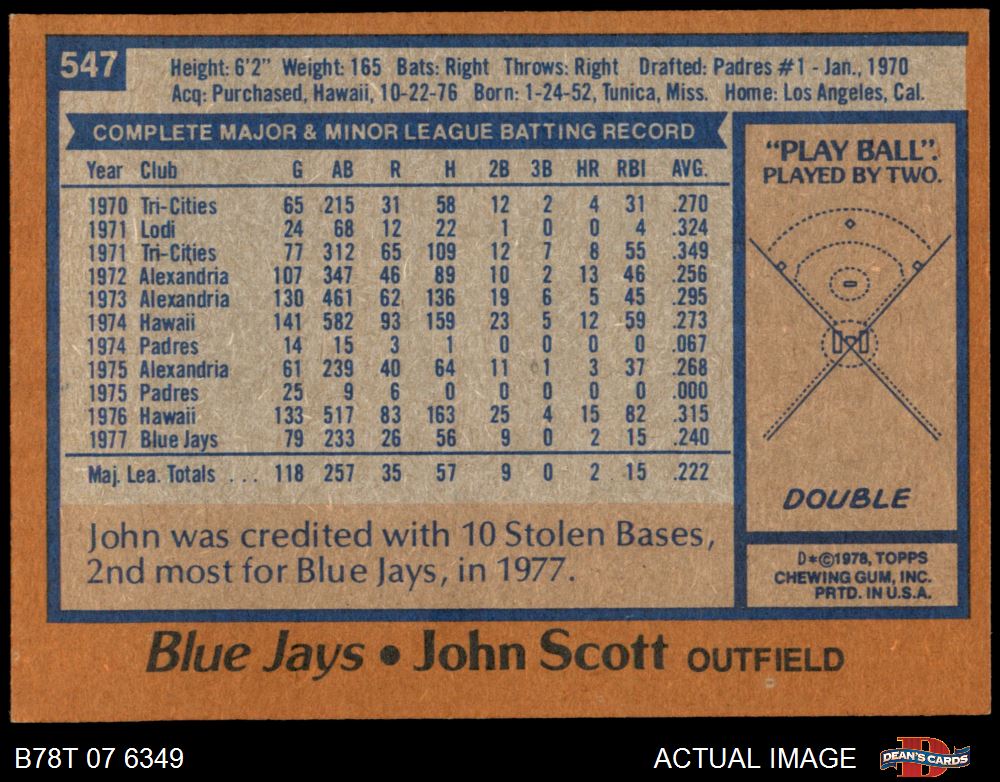 547
Height: 6'2" Weight: 165 Bats: Right Throws: Right Drafted: Padres #1 - Jan., 1970
Acq: Purchased, Hawaii, 10-22-76 Born: 1-24-52, Tunica, Miss. Home: Los Angeles, Cal.
COMPLETE MAJOR & MINOR LEAGUE BATTING RECORD
Year Club G AB R H 2B 3B HR RBI AVG.
1970 Tri-Cities 65 215 31 58 12 2 4 31 .270
1971 Lodi 24 68 12 22 1 0 0 4 .324
1971 Tri-Cities 77 312 65 109 12 7 8 55 .349
1972 Alexandria 107 347 46 89 10 2 13 46 .256
1973 Alexandria 130 461 62 136 19 6 5 45 .295
1974 Hawaii 141 582 93 159 23 5 12 59 .273
1974 Padres 14 15 3 1 0 0 0 0 .067
1975 Alexandria 61 239 40 64 11 1 3 37 .268
1975 Padres 25 9 6 0 0 0 0 0 .000
1976 Hawaii 133 517 83 163 25 4 15 82 .315
1977 Blue Jays 79 233 26 56 9 0 2 15 .240
Maj. Lea. Totals . . . 118 257 35 57 9 0 2 15 .222
John was credited with 10 Stolen Bases,
2nd most for Blue Jays, in 1977.
"PLAY BALL".
PLAYED BY TWO.
DOUBLE
D*©1978, TOPPS
CHEWING GUM, INC.
PRTD. IN U.S.A.
Blue Jays • John Scott OUTFIELD
B78T 07 6349
ACTUAL IMAGE
DEAN'S CARDS